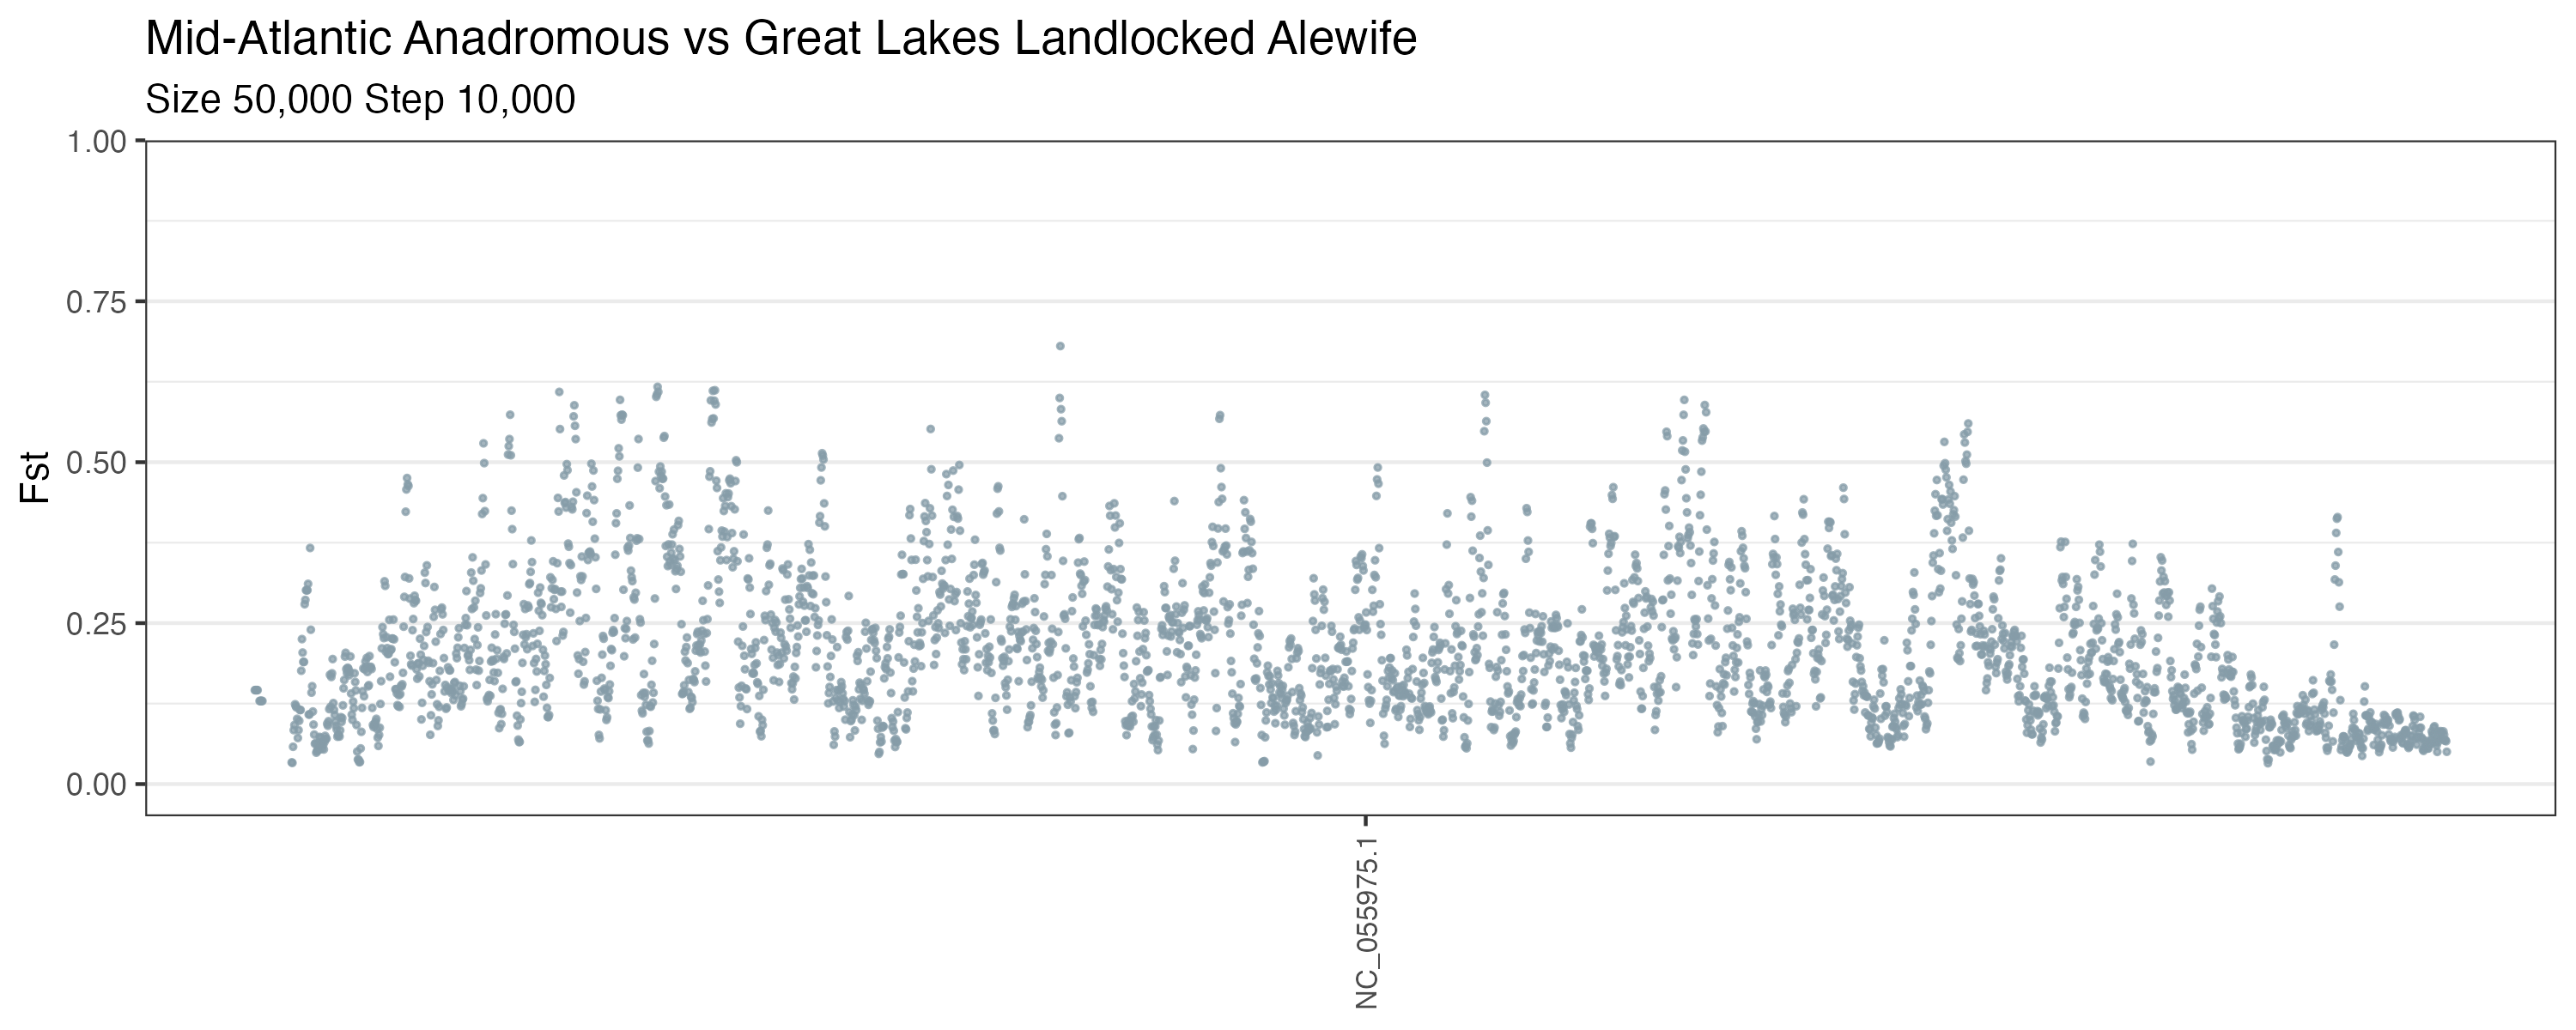 Mid-Atlantic Anadromous vs Great Lakes Landlocked Alewife
Size 50,000 Step 10,000
1.00
0.75
0.50
0.25
0.00
Fst
NC_055975.1